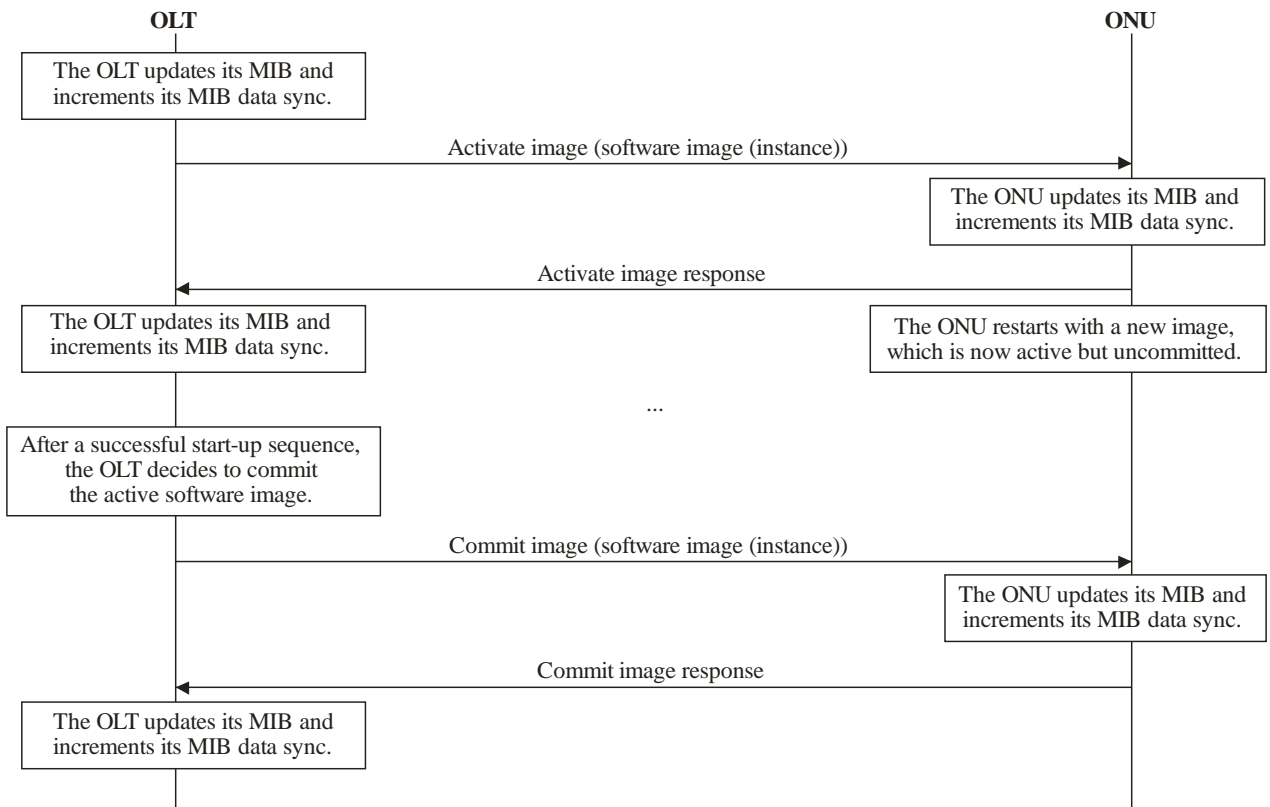 OLT
ONU
The OLT updates its MIB and
increments its MIB data sync.
Activate image (software image (instance))
The ONU updates its MIB and
increments its MIB data sync.
Activate image response
The OLT updates its MIB and
increments its MIB data sync.
The ONU restarts with a new image,
which is now active but uncommitted.
...
After a successful start-up sequence,
the OLT decides to commit
the active software image.
Commit image (software image (instance))
The ONU updates its MIB and
increments its MIB data sync.
Commit image response
The OLT updates its MIB and
increments its MIB data sync.